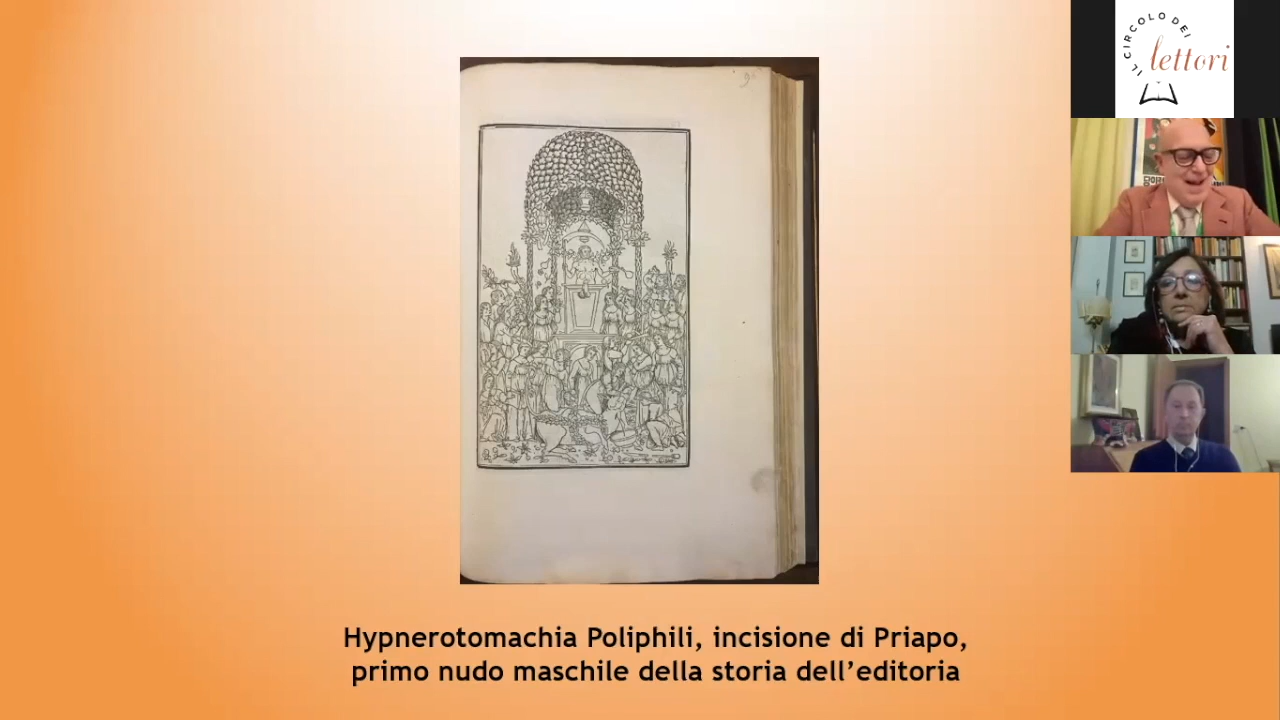 IL CIRCOLO DEI
lettori
Hypnerotomachia Poliphili, incisione di Priapo,
primo nudo maschile della storia dell’editoria